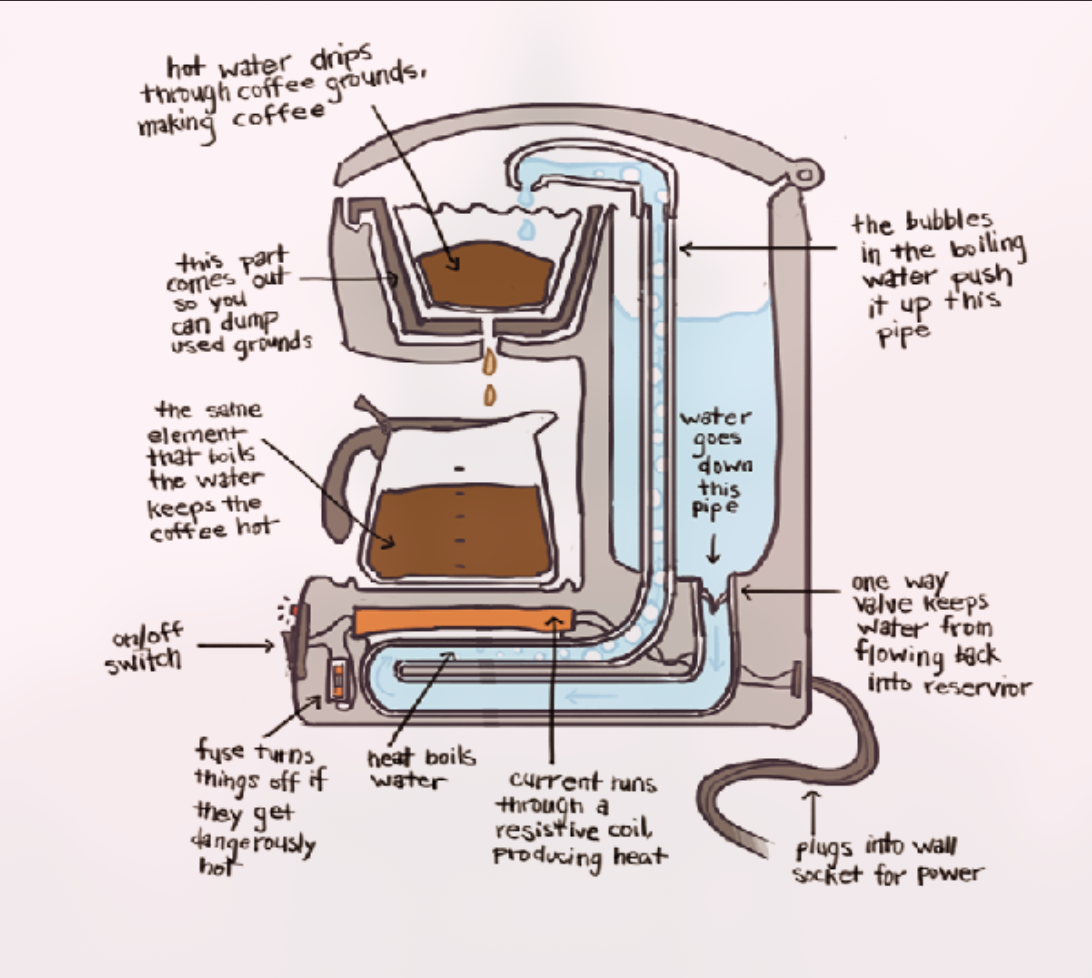 hot water drips
through coffee grounds,
making coffee
this part
comes out
so you
can dump
used grounds
the same
element
that boils
the water
keeps the
coffee hot
on/off
switch
fuse turns
things off if
they get
dangerously
hot
heat boils
water
current runs
through a
resistive coil,
producing heat
plugs into wall
socket for power
one way
valve keeps
water from
flowing back
into reservior
water
goes
down
this
pipe
the bubbles
in the boiling
water push
it up this
pipe